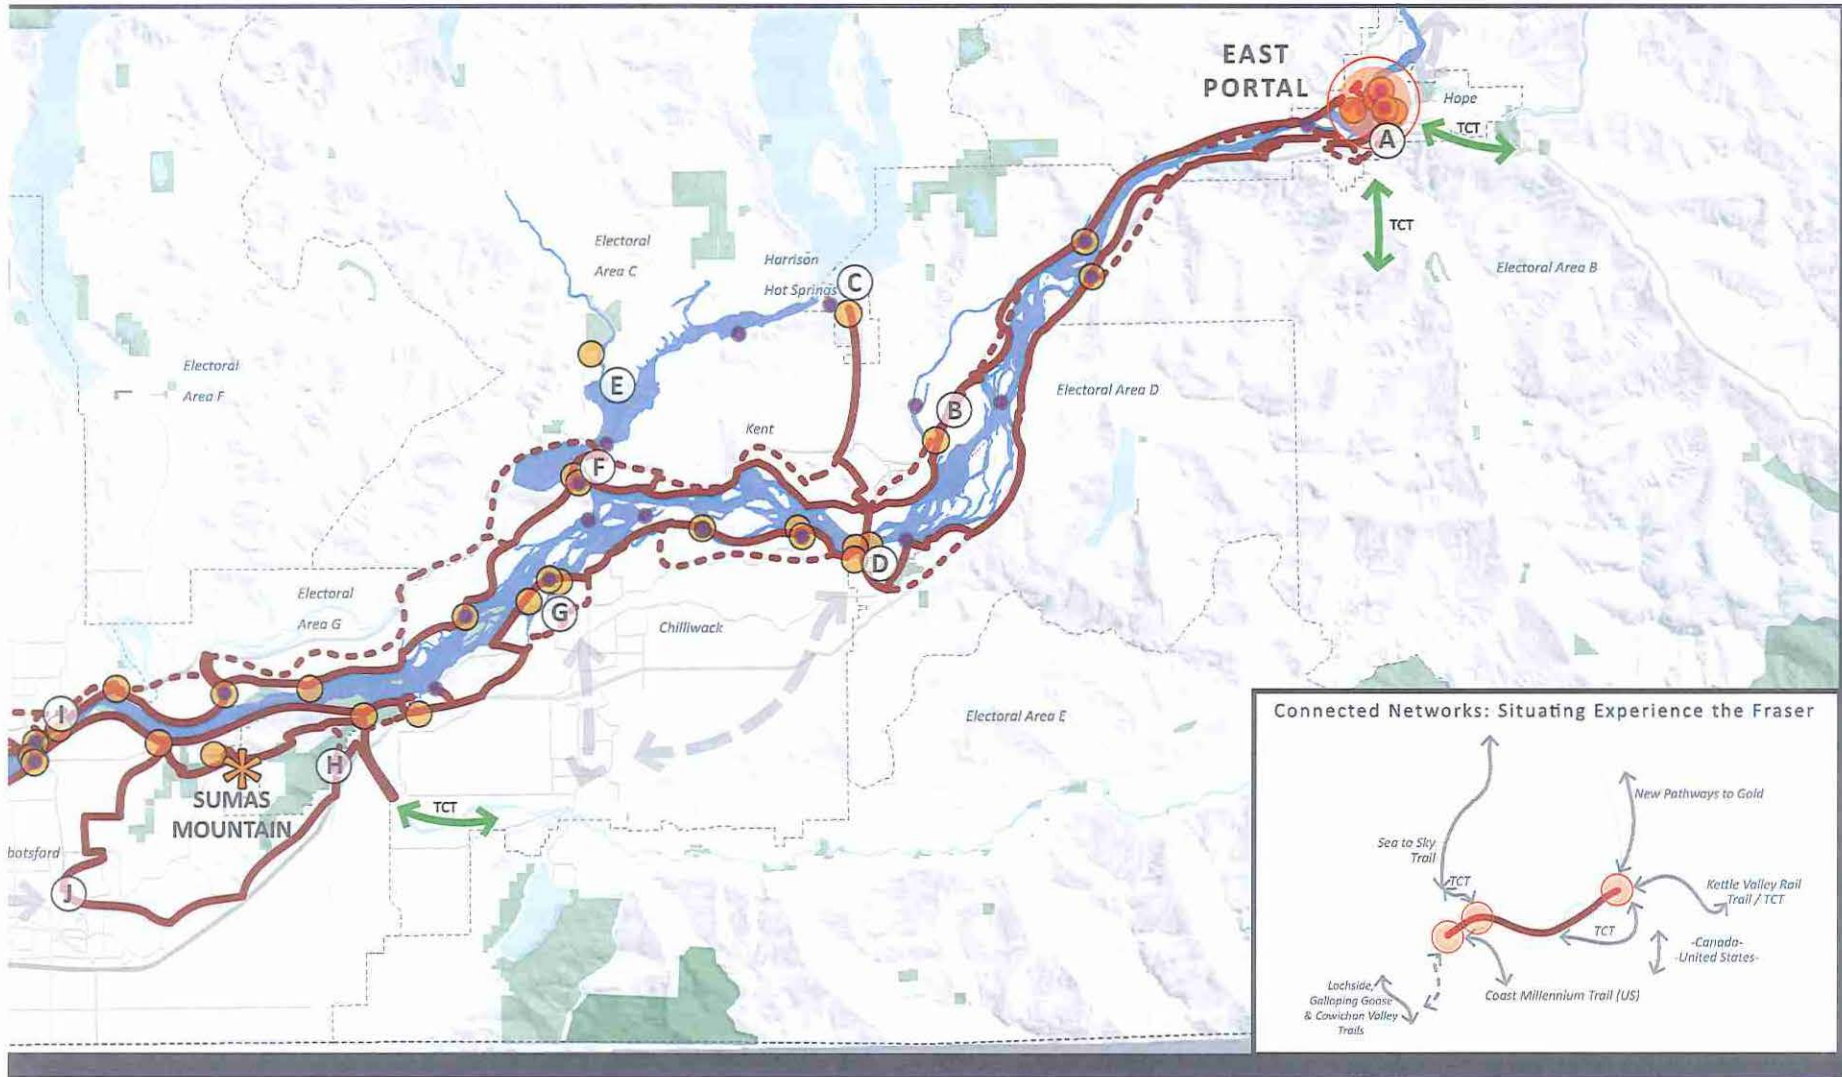 EAST
PORTAL
Hope
A
TCT
TCT
Electoral Area B
Electoral
Area C
Harrison
Hot Springs
C
Electoral
Area F
E
Electoral Area D
B
Kent
F
D
Electoral
Area G
G
Chilliwack
I
Electoral Area E
H
SUMAS
MOUNTAIN
TCT
botsford
J
Connected Networks: Situating Experience the Fraser
New Pathways to Gold
Sea to Sky
Trail
TCT
Kettle Valley Rail
Trail / TCT
TCT
-Canada-
-United States-
Lochside,
Galloping Goose
& Cowichan Valley
Trails
Coast Millennium Trail (US)